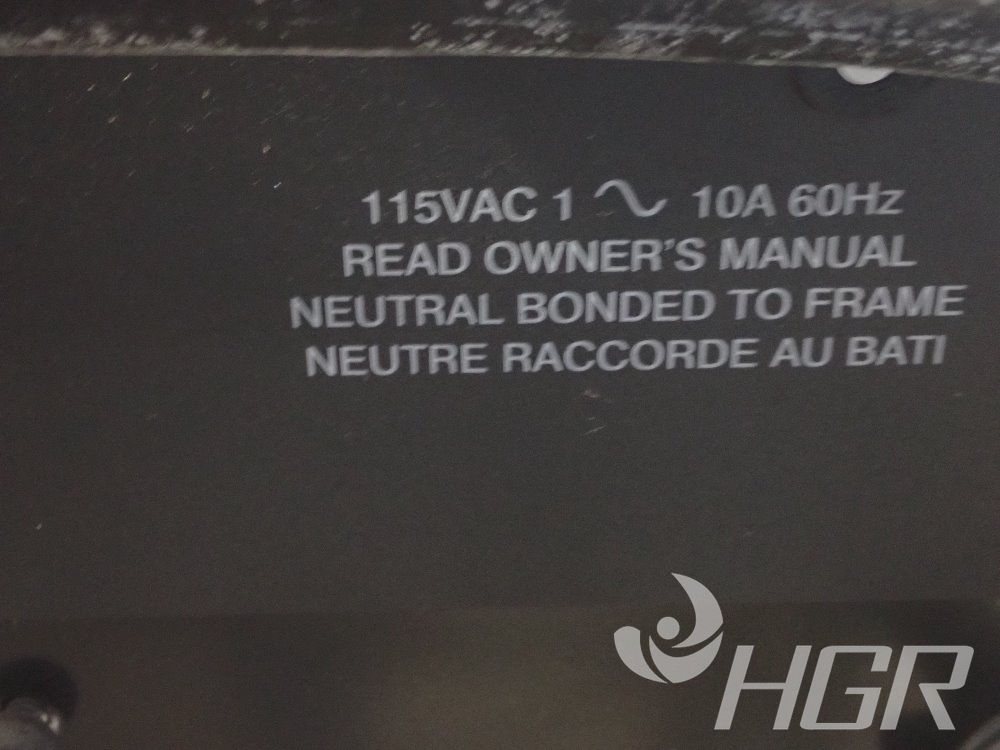 115VAC 1 ∿ 10A 60Hz
READ OWNER'S MANUAL
NEUTRAL BONDED TO FRAME
NEUTRE RACCORDE AU BATI
HGR